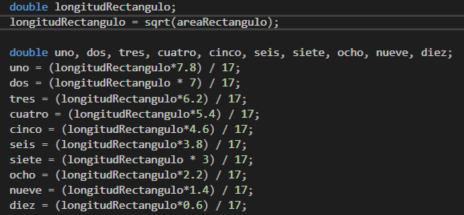 double longitudRectangulo;
longitudRectangulo = sqrt(areaRectangulo);
double uno, dos, tres, cuatro, cinco, seis, siete, ocho, nueve, diez;
uno = (longitudRectangulo*7.8) / 17;
dos = (longitudRectangulo * 7) / 17;
tres = (longitudRectangulo*6.2) / 17;
cuatro = (longitudRectangulo*5.4) / 17;
cinco = (longitudRectangulo*4.6) / 17;
seis = (longitudRectangulo*3.8) / 17;
siete = (longitudRectangulo * 3) / 17;
ocho = (longitudRectangulo*2.2) / 17;
nueve = (longitudRectangulo*1.4) / 17;
diez = (longitudRectangulo*0.6) / 17;